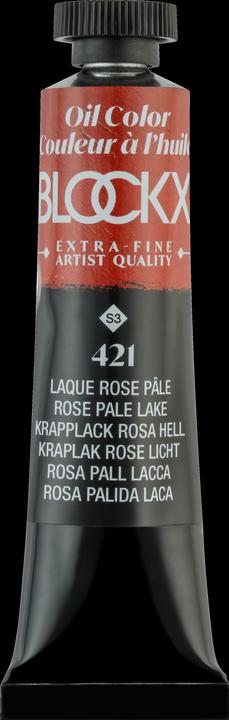 Oil Color
Couleur à l'huile
BLOCKX
EXTRA-FINE
ARTIST QUALITY
S3
421
LAQUE ROSE PÂLE
ROSE PALE LAKE
KRAPPLACK ROSA HELL
KRAPLAK ROSE LICHT
ROSA PALL LACCA
ROSA PALIDA LACA